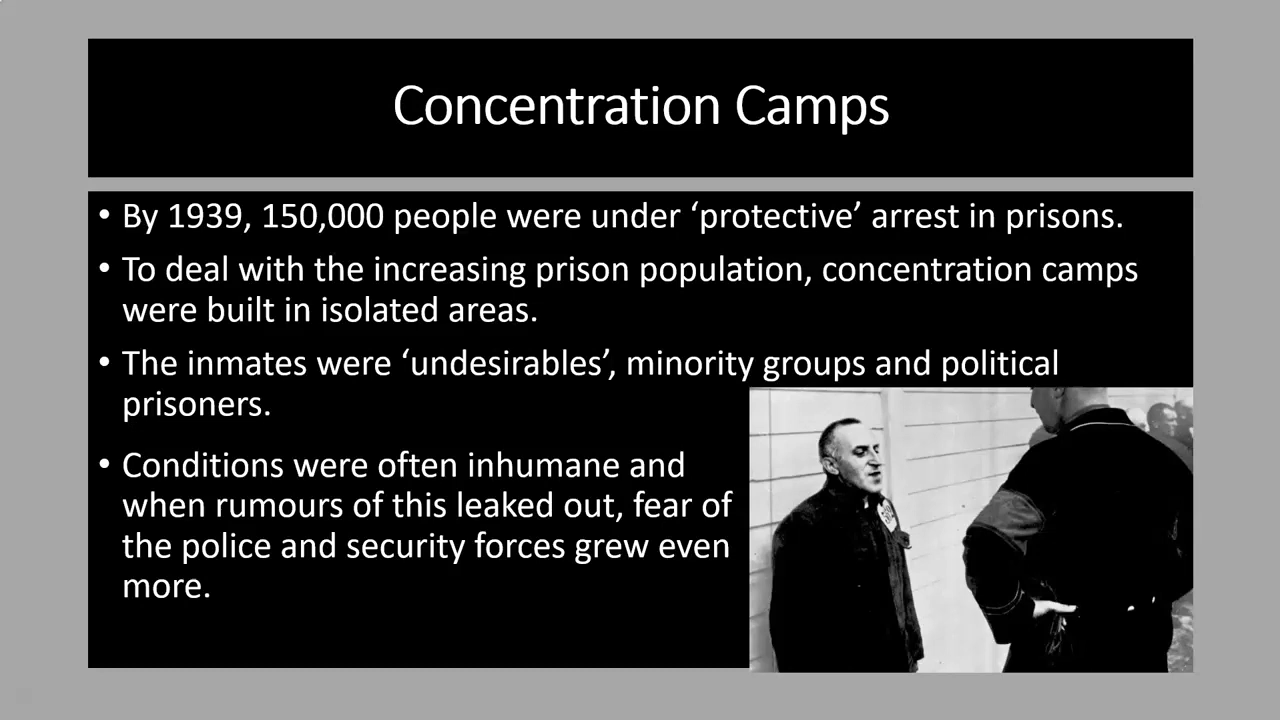 Concentration Camps
• By 1939, 150,000 people were under ‘protective’ arrest in prisons.
• To deal with the increasing prison population, concentration camps
were built in isolated areas.
• The inmates were ‘undesirables’, minority groups and political
prisoners.
• Conditions were often inhumane and
when rumours of this leaked out, fear of
the police and security forces grew even
more.